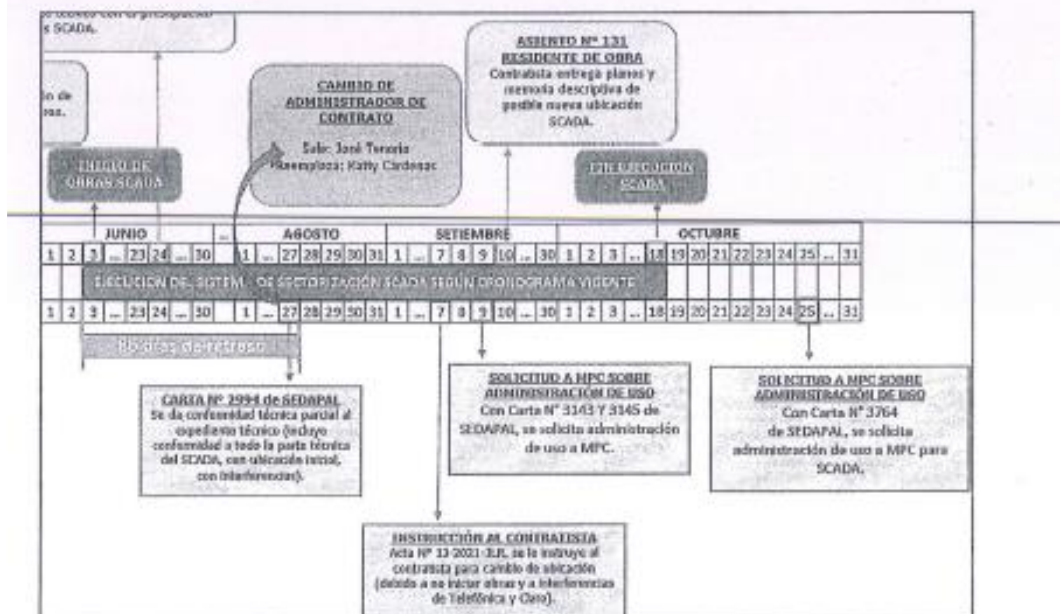 s SCADA.
ón de
ras.
INICIO DE
OBRAS SCADA
CAMBIO DE
ADMINISTRADOR DE
CONTRATO
Sale: José Tenorio
Reemplaza: Katty Cárdenas
ASIENTO Nº 131
RESIDENTE DE OBRA
Contratista entrega planos y
memoria descriptiva de
posible nueva ubicación
SCADA.
SCADA
JUNIO ... AGOSTO SETIEMBRE OCTUBRE
1 2 3 ... 23 24 ... 30 1 ... 27 28 29 30 31 1 ... 7 8 9 10 ... 30 1 2 3 ... 18 19 20 21 22 23 24 25 ... 31
EJECUCIÓN DEL SISTEMA DE SECTORIZACIÓN SCADA SEGÚN CRONOGRAMA VIGENTE
1 2 3 ... 23 24 ... 30 1 ... 27 28 29 30 31 1 ... 7 8 9 10 ... 30 1 2 3 ... 18 19 20 21 22 23 24 25 ... 31
días de retraso
CARTA Nº 2994 de SEDAPAL
Se da conformidad técnica parcial al
expediente técnico (incluye
conformidad a todo la parte técnica
del SCADA, con ubicación inicial,
con interferencias).
SOLICITUD A MPC SOBRE
ADMINISTRACIÓN DE USO
Con Carta Nº 3143 Y 3145 de
SEDAPAL, se solicita administración
de uso a MPC.
SOLICITUD A MPC SOBRE
ADMINISTRACIÓN DE USO
Con Carta Nº 3764
de SEDAPAL, se solicita
administración de uso a MPC para
SCADA.
INSTRUCCIÓN AL CONTRATISTA
Acta Nº 13-2021-JLR, se le instruye al
contratista para cambio de ubicación
(debido a no iniciar obras y a interferencias
de Telefónica y Claro).